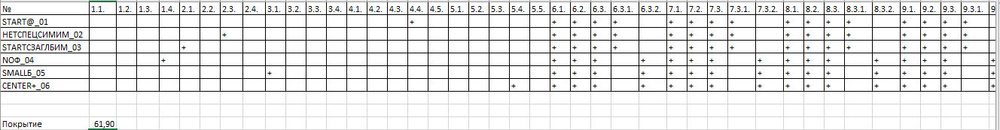 № 1.1. 1.2. 1.3. 1.4. 2.1. 2.2. 2.3. 2.4. 3.1. 3.2. 3.3. 3.4. 4.1. 4.2. 4.3. 4.4. 4.5. 5.1. 5.2. 5.3. 5.4. 5.5. 6.1. 6.2. 6.3. 6.3.1. 6.3.2. 7.1. 7.2. 7.3. 7.3.1. 7.3.2. 8.1. 8.2. 8.3. 8.3.1. 8.3.2. 9.1. 9.2. 9.3. 9.3.1. 9
START@_01 + + + + + + + + + + + + + + + + +
НЕТСПЕЦСИМИМ_02 + + + + + + + + + + + + + + + + +
STARTСЗАГЛБИМ_03 + + + + + + + + + + + + + + + + +
NOФ_04 + + + + + + + + + + + + + + + + +
SMALLБ_05 + + + + + + + + + + + + + + + + +
CENTER+_06 + + + + + + + + + + + + + + + + +
Покрытие 61,90